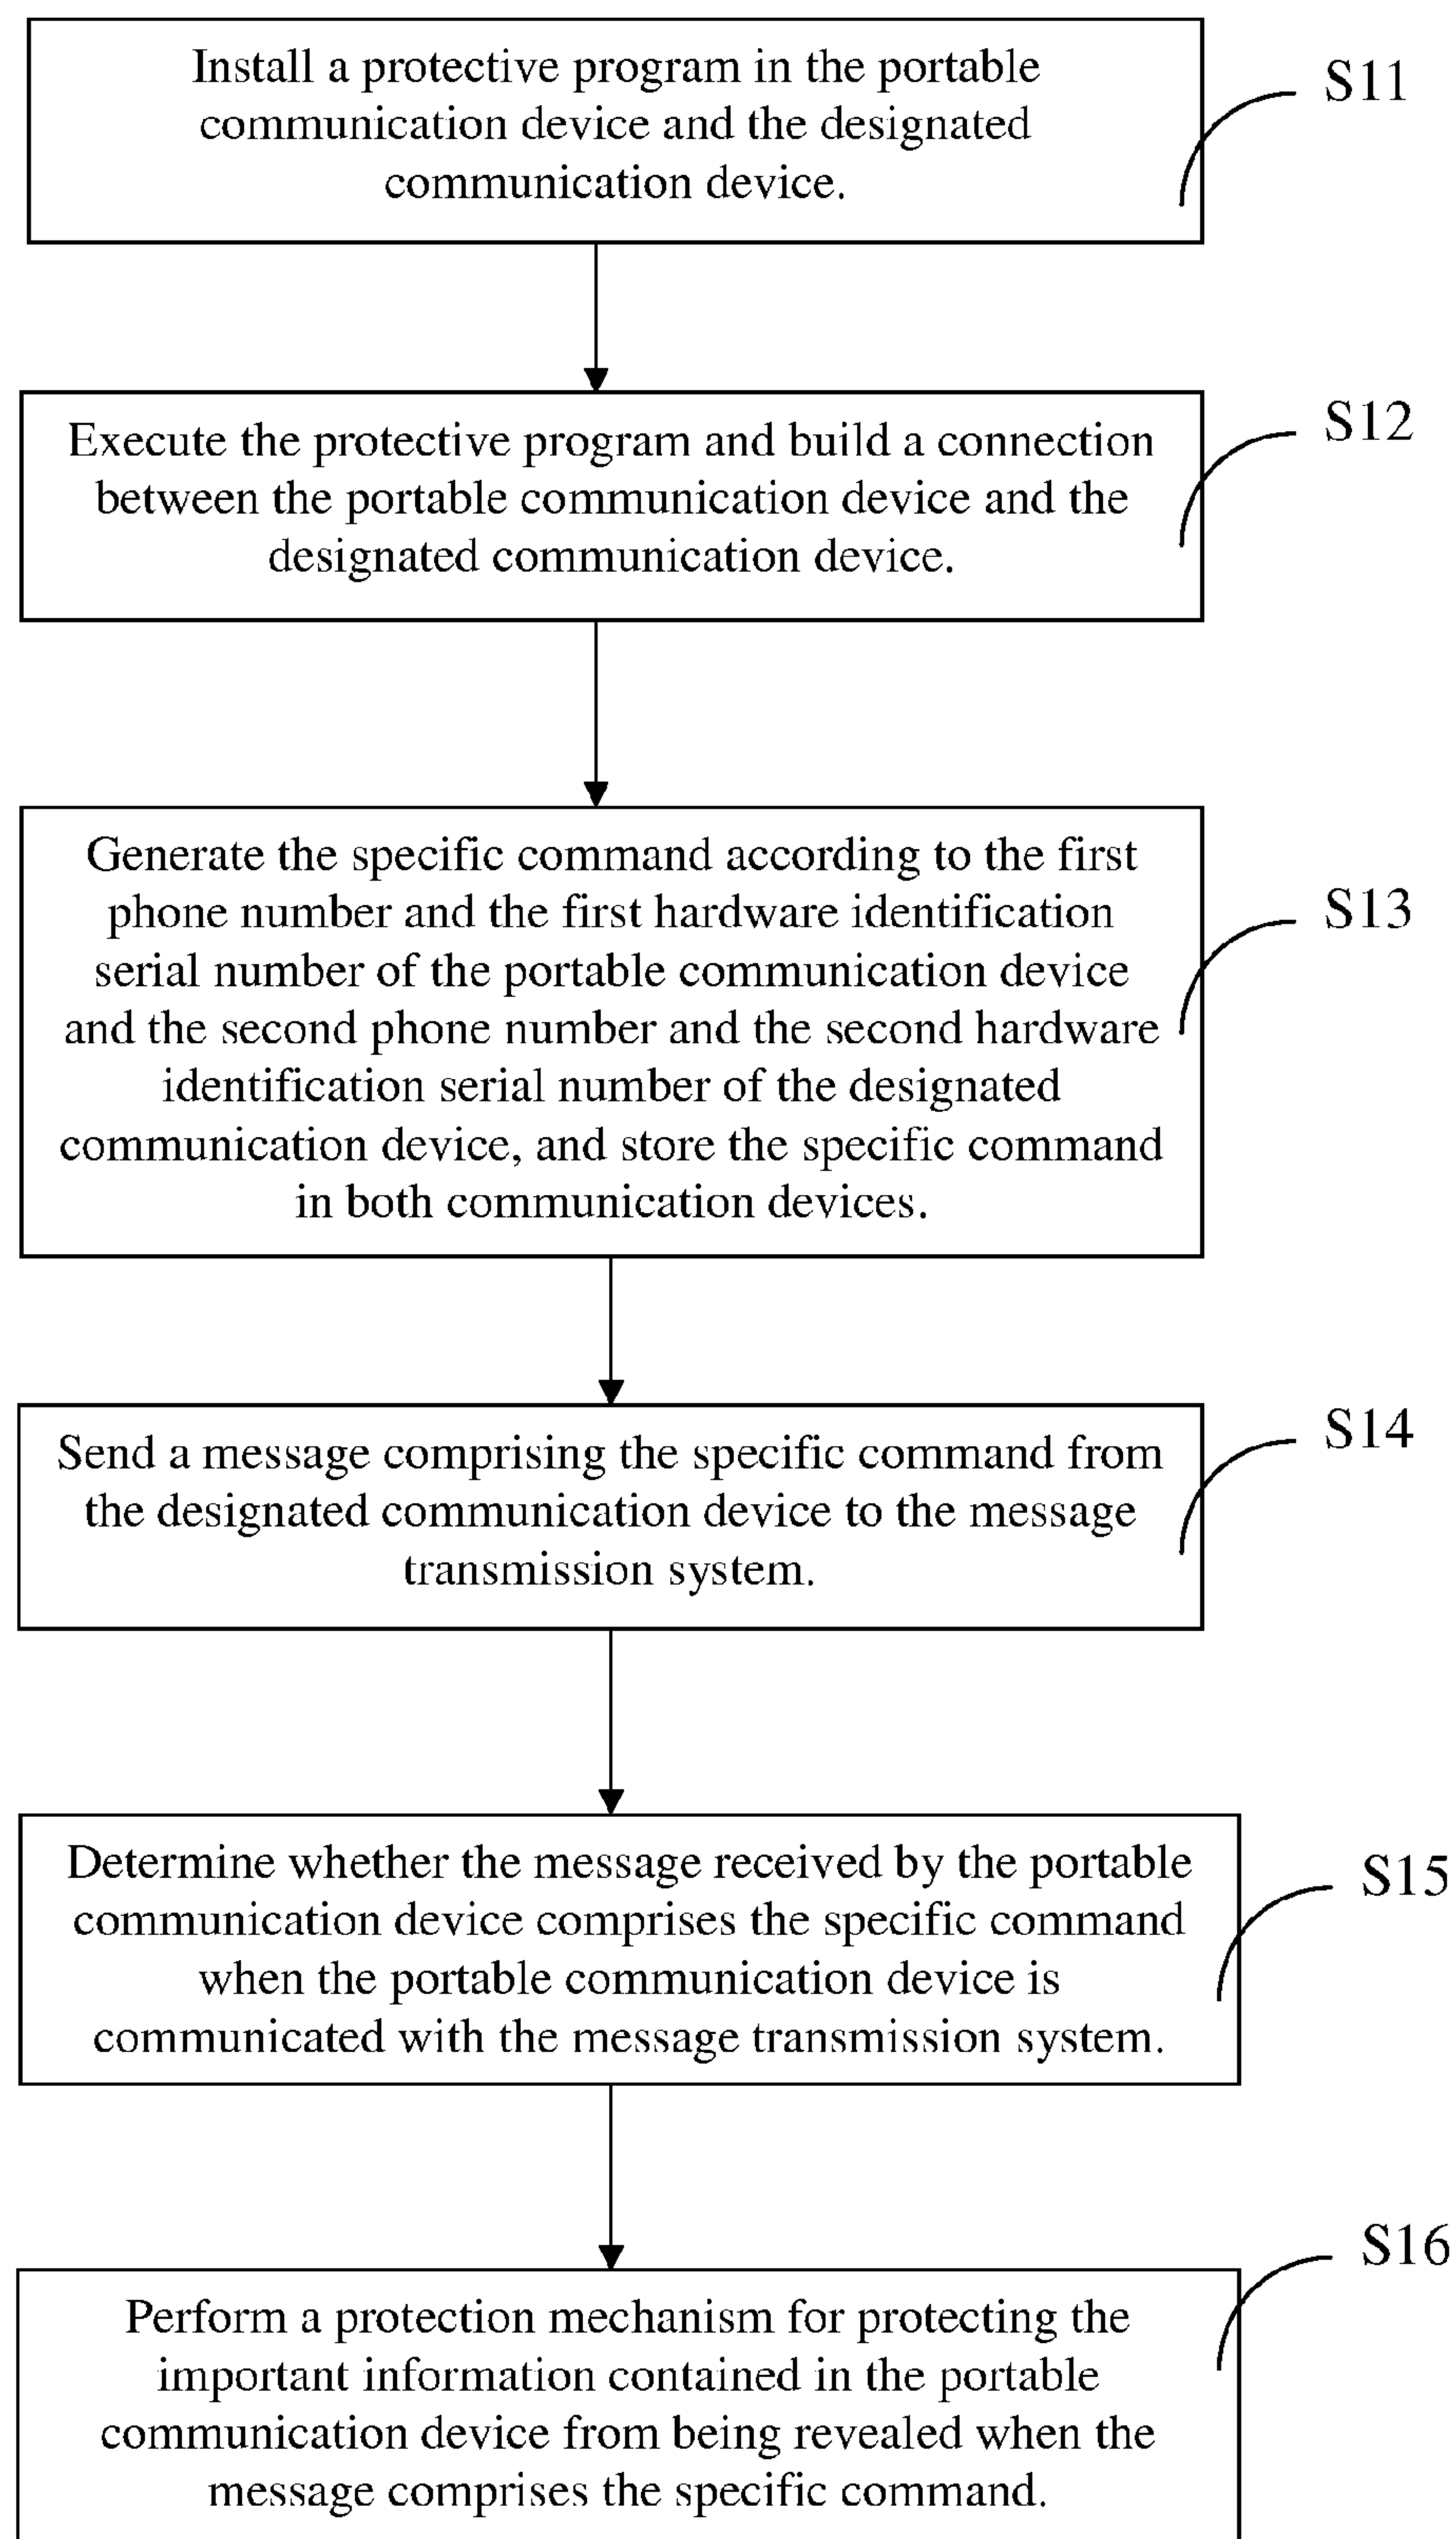 Install a protective program in the portable
communication device and the designated
communication device.
S11
Execute the protective program and build a connection
between the portable communication device and the
designated communication device.
S12
Generate the specific command according to the first
phone number and the first hardware identification
serial number of the portable communication device
and the second phone number and the second hardware
identification serial number of the designated
communication device, and store the specific command
in both communication devices.
S13
Send a message comprising the specific command from
the designated communication device to the message
transmission system.
S14
Determine whether the message received by the portable
communication device comprises the specific command
when the portable communication device is
communicated with the message transmission system.
S15
Perform a protection mechanism for protecting the
important information contained in the portable
communication device from being revealed when the
message comprises the specific command.
S16